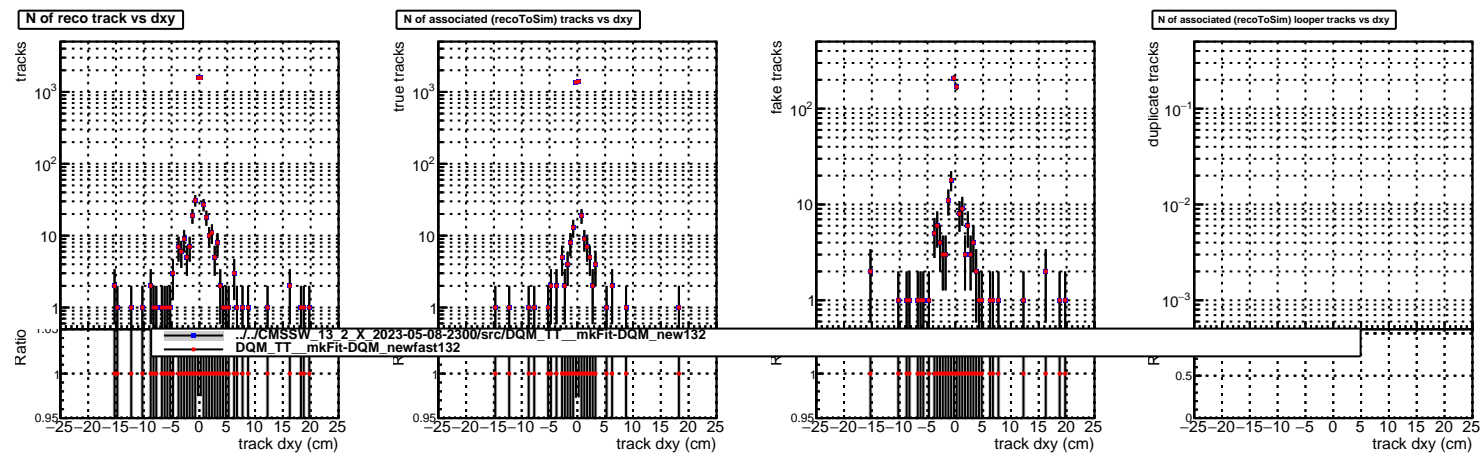 N of reco track vs dxy
tracks
10³
10²
10
1
1.05
Ratio
1
0.95
−25 −20 −15 −10 −5 0 5 10 15 20 25
track dxy (cm)
N of associated (recoToSim) tracks vs dxy
true tracks
10³
10²
10
1
1
0.95
−25 −20 −15 −10 −5 0 5 10 15 20 25
track dxy (cm)
fake tracks
10²
10
1
1
0.95
−25 −20 −15 −10 −5 0 5 10 15 20 25
track dxy (cm)
N of associated (recoToSim) looper tracks vs dxy
duplicate tracks
10⁻¹
10⁻²
10⁻³
0.5
0
−25 −20 −15 −10 −5 0 5 10 15 20 25
track dxy (cm)
../../CMSSW_13_2_X_2023-05-08-2300/src/DQM_TT__mkFit-DQM_new132
DQM_TT__mkFit-DQM_newfast132